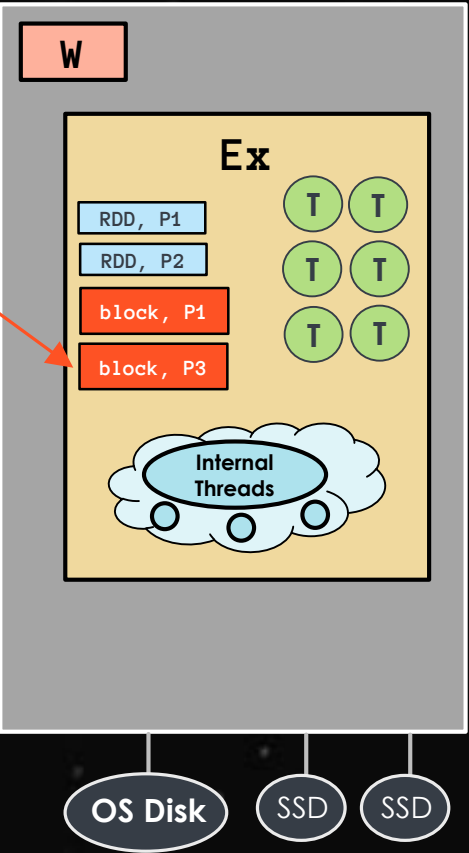 W
Ex
RDD, P1
RDD, P2
block, P1
block, P3
T T
T T
T T
Internal
Threads
OS Disk
SSD
SSD